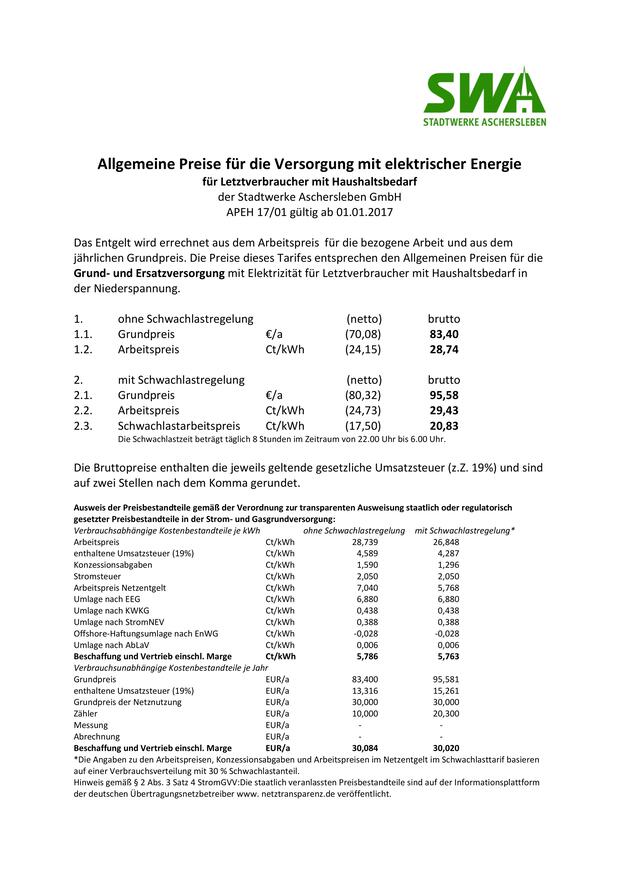 SWA
STADTWERKE ASCHERSLEBEN
Allgemeine Preise für die Versorgung mit elektrischer Energie
für Letztverbraucher mit Haushaltsbedarf
der Stadtwerke Aschersleben GmbH
APEH 17/01 gültig ab 01.01.2017
Das Entgelt wird errechnet aus dem Arbeitspreis für die bezogene Arbeit und aus dem
jährlichen Grundpreis. Die Preise dieses Tarifes entsprechen den Allgemeinen Preisen für die
Grund- und Ersatzversorgung mit Elektrizität für Letztverbraucher mit Haushaltsbedarf in
der Niederspannung.
1. ohne Schwachlastregelung (netto) brutto
1.1. Grundpreis €/a (70,08) 83,40
1.2. Arbeitspreis Ct/kWh (24,15) 28,74
2. mit Schwachlastregelung (netto) brutto
2.1. Grundpreis €/a (80,32) 95,58
2.2. Arbeitspreis Ct/kWh (24,73) 29,43
2.3. Schwachlastarbeitspreis Ct/kWh (17,50) 20,83
Die Schwachlastzeit beträgt täglich 8 Stunden im Zeitraum von 22.00 Uhr bis 6.00 Uhr.
Die Bruttopreise enthalten die jeweils geltende gesetzliche Umsatzsteuer (z.Z. 19%) und sind
auf zwei Stellen nach dem Komma gerundet.
Ausweis der Preisbestandteile gemäß der Verordnung zur transparenten Ausweisung staatlich oder regulatorisch
gesetzter Preisbestandteile in der Strom- und Gasgrundversorgung:
Verbrauchsabhängige Kostenbestandteile je kWh ohne Schwachlastregelung mit Schwachlastregelung*
Arbeitspreis Ct/kWh 28,739 26,848
enthaltene Umsatzsteuer (19%) Ct/kWh 4,589 4,287
Konzessionsabgaben Ct/kWh 1,590 1,296
Stromsteuer Ct/kWh 2,050 2,050
Arbeitspreis Netzentgelt Ct/kWh 7,040 5,768
Umlage nach EEG Ct/kWh 6,880 6,880
Umlage nach KWKG Ct/kWh 0,438 0,438
Umlage nach StromNEV Ct/kWh 0,388 0,388
Offshore-Haftungsumlage nach EnWG Ct/kWh -0,028 -0,028
Umlage nach AbLaV Ct/kWh 0,006 0,006
Beschaffung und Vertrieb einschl. Marge Ct/kWh 5,786 5,763
Verbrauchsunabhängige Kostenbestandteile je Jahr
Grundpreis EUR/a 83,400 95,581
enthaltene Umsatzsteuer (19%) EUR/a 13,316 15,261
Grundpreis der Netznutzung EUR/a 30,000 30,000
Zähler EUR/a 10,000 20,300
Messung EUR/a - -
Abrechnung EUR/a - -
Beschaffung und Vertrieb einschl. Marge EUR/a 30,084 30,020
*Die Angaben zu den Arbeitspreisen, Konzessionsabgaben und Arbeitspreisen im Netzentgelt im Schwachlasttarif basieren
auf einer Verbrauchsverteilung mit 30 % Schwachlastanteil.
Hinweis gemäß § 2 Abs. 3 Satz 4 StromGVV:Die staatlich veranlassten Preisbestandteile sind auf der Informationsplattform
der deutschen Übertragungsnetzbetreiber www. netztransparenz.de veröffentlicht.